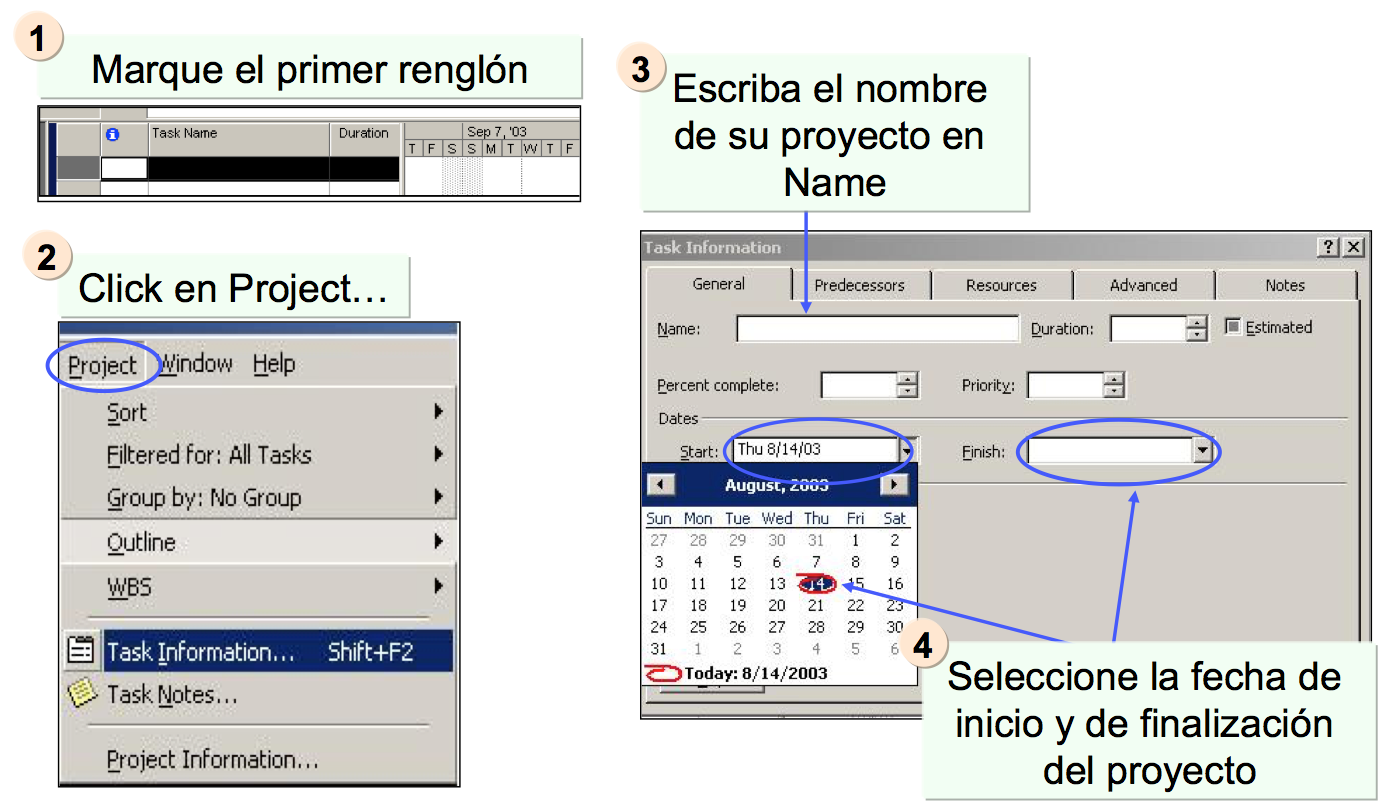 1
Marque el primer renglón
Task Name Duration Sep 7, '03
T F S S M T W T F
2
Click en Project…
Project Window Help
Sort
Filtered for: All Tasks
Group by: No Group
Outline
WBS
Task Information... Shift+F2
Task Notes...
Project Information...
3
Escriba el nombre
de su proyecto en
Name
Task Information
General Predecessors Resources Advanced Notes
Name: Duration: Estimated
Percent complete: Priority:
Dates
Start: Thu 8/14/03 Finish:
August, 2003
Sun Mon Tue Wed Thu Fri Sat
27 28 29 30 31 1 2
3 4 5 6 7 8 9
10 11 12 13 14 15 16
17 18 19 20 21 22 23
24 25 26 27 28 29 30
31 1 2 3 4 5 6
Today: 8/14/2003
4
Seleccione la fecha de
inicio y de finalización
del proyecto